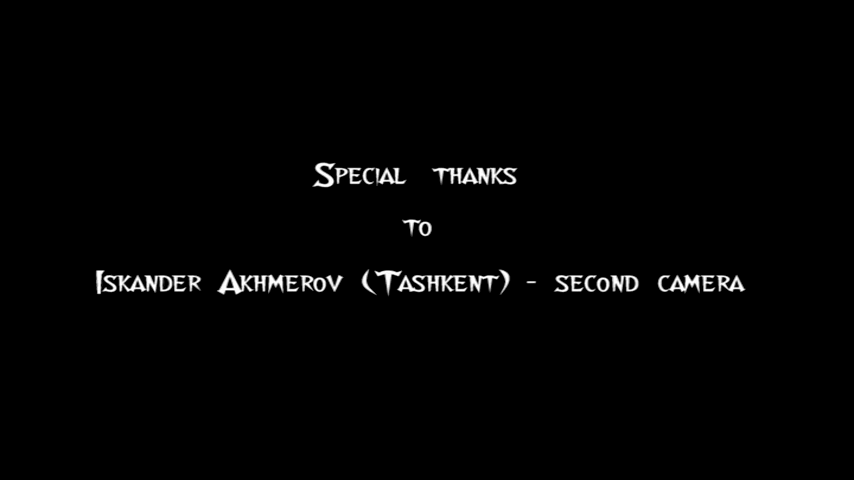 Special thanks
to
Iskander Akhmerov (Tashkent) - second camera